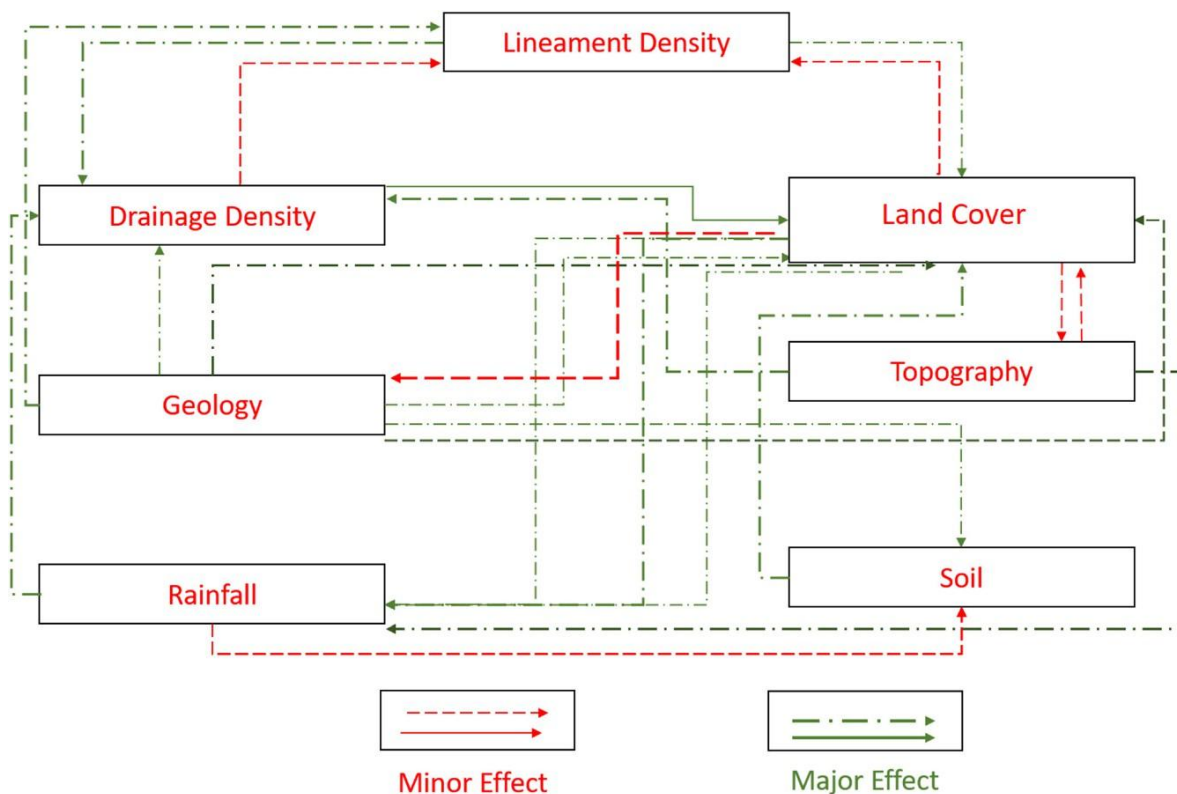 Lineament Density
Drainage Density
Land Cover
Topography
Geology
Rainfall
Soil
Minor Effect
Major Effect